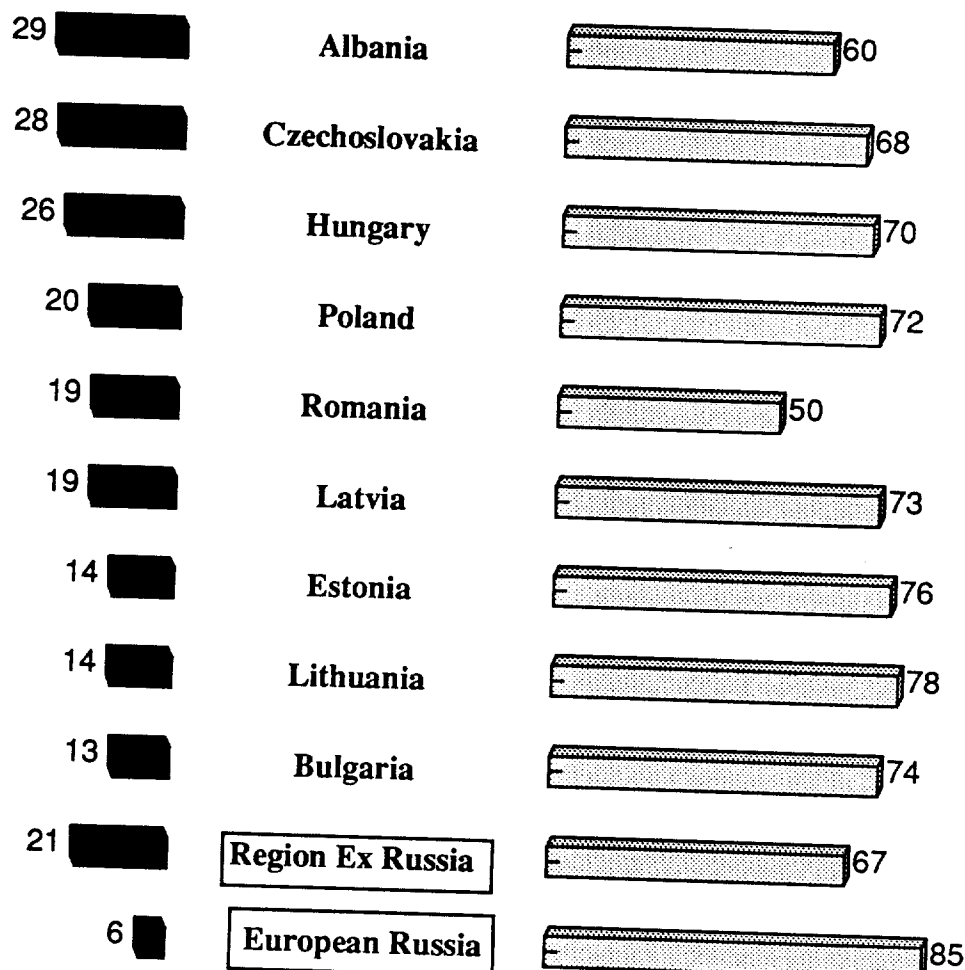 29 Albania 60
28 Czechoslovakia 68
26 Hungary 70
20 Poland 72
19 Romania 50
19 Latvia 73
14 Estonia 76
14 Lithuania 78
13 Bulgaria 74
21 Region Ex Russia 67
6 European Russia 85